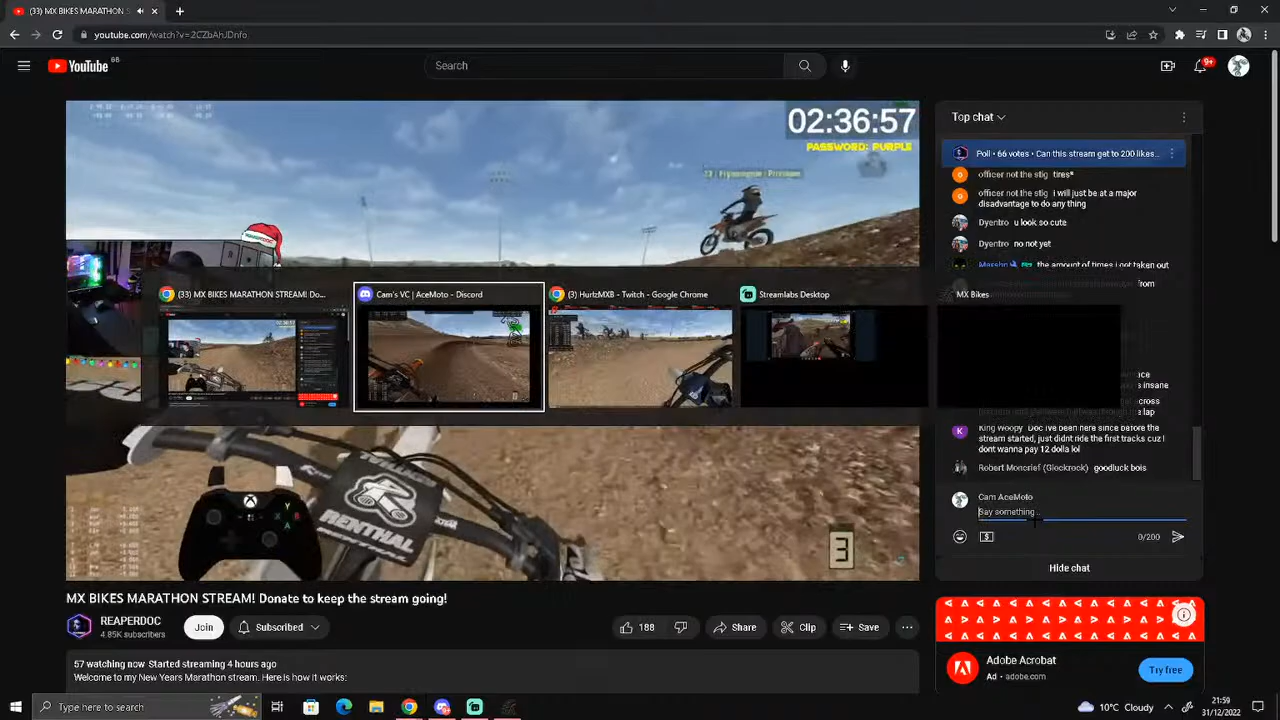 (33) MX BIKES MARATHON S
youtube.com/watch?v=2CZbAhJDnfo
YouTube GB
Search
9+
02:36:57
PASSWORD: PURPLE
Top chat
Poll • 66 votes • Can this stream get to 200 likes...
officer not the stig tires*
officer not the stig i will just be at a major
disadvantage to do anything
Dyentro u look so cute
Dyentro no not yet
the amount of times i got taken out
from
(33) MX BIKES MARATHON STREAM! Do...
Cam's VC | AceMoto - Discord
(3) HurlzMXB - Twitch - Google Chrome
Streamlabs Desktop
MX Bikes
insane
across
lap
King Woopy Doc ive been here since before the
stream started, just didnt ride the first tracks cuz I
dont wanna pay 12 dolla lol
Robert Moncrief (Glockrock) goodluck bois
Cam AceMoto
Say something...
0/200
Hide chat
RENTHAL
X
Y
B
A
3
MX BIKES MARATHON STREAM! Donate to keep the stream going!
REAPERDOC
4.85K subscribers
Join
Subscribed
188
Share
Clip
Save
57 watching now Started streaming 4 hours ago
Welcome to my New Years Marathon stream, here is how it works:
Adobe Acrobat
Ad • adobe.com
Try free
Type here to search
10°C Cloudy
21:59
31/12/2022